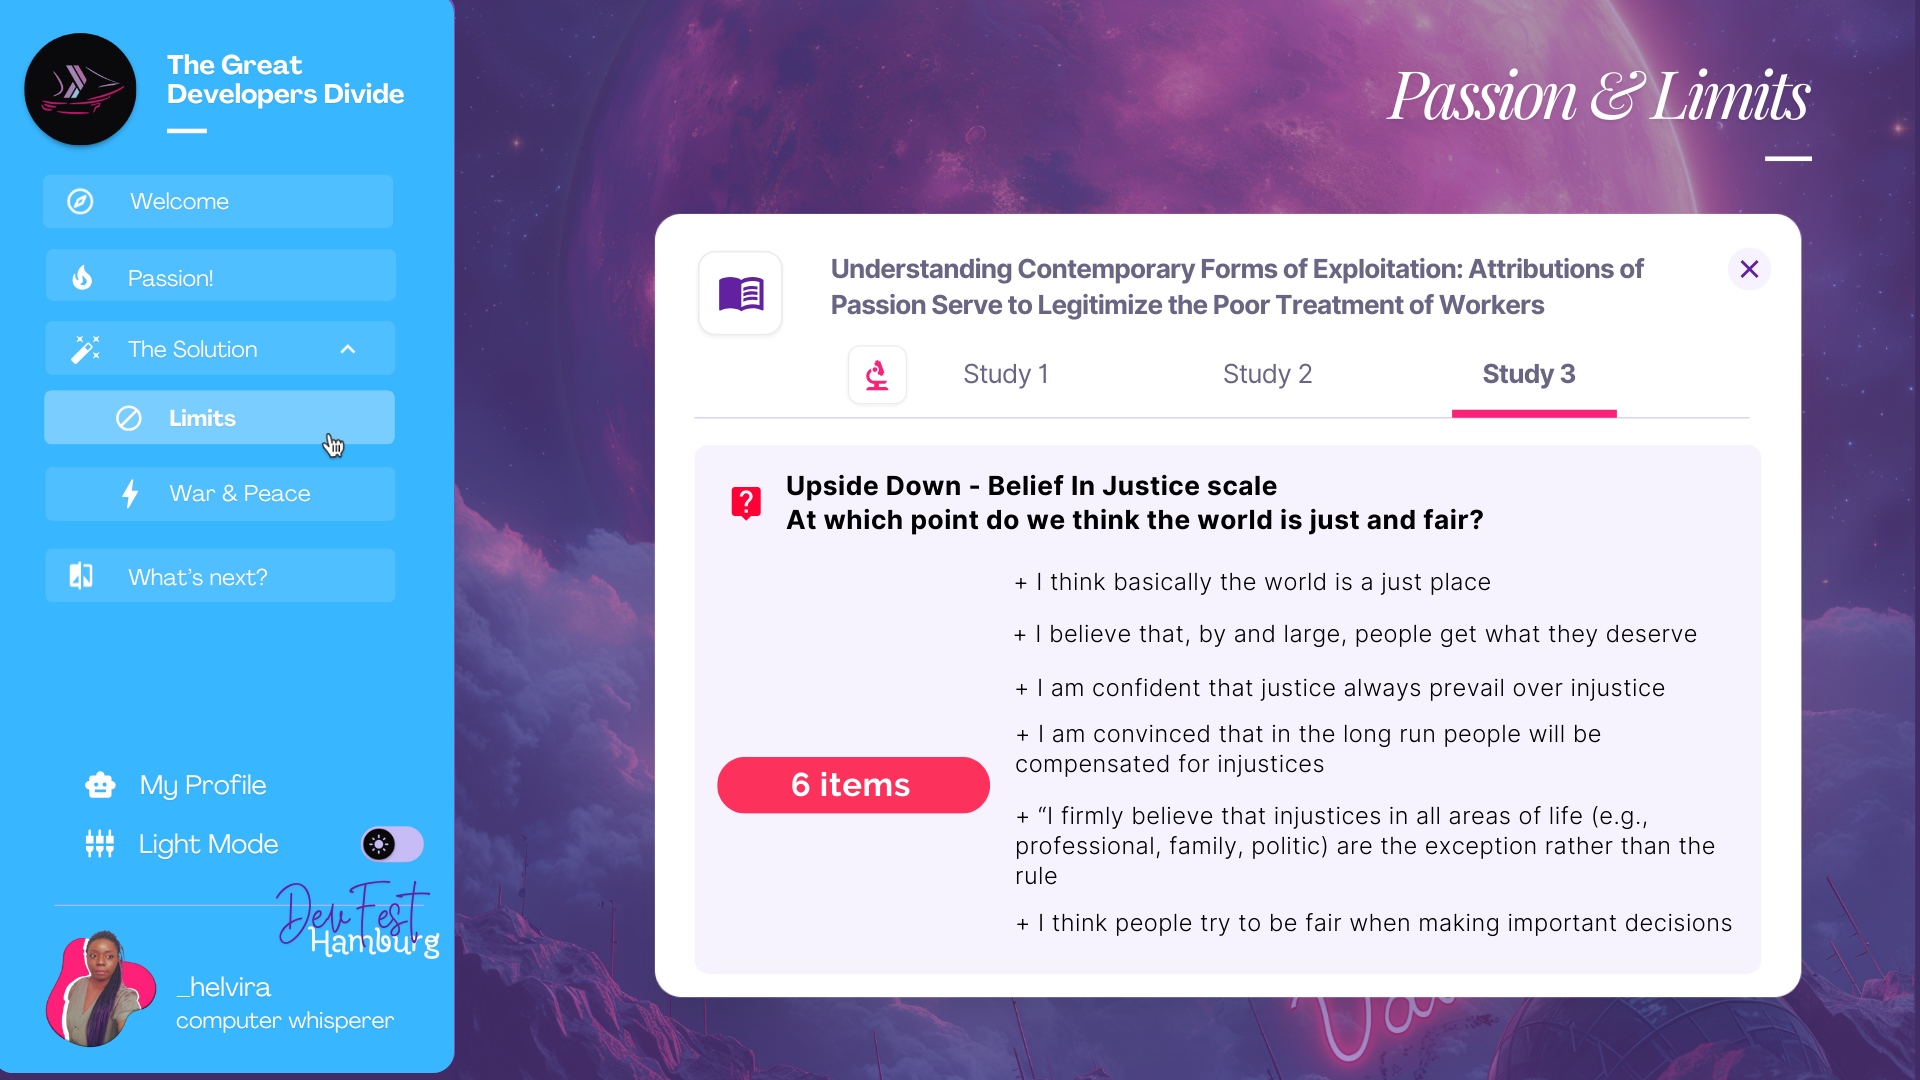 The Great
Developers Divide
Welcome
Passion!
The Solution
Limits
War & Peace
What's next?
My Profile
Light Mode
DevFest
Hamburg
_helvira
computer whisperer
Passion & Limits
Understanding Contemporary Forms of Exploitation: Attributions of
Passion Serve to Legitimize the Poor Treatment of Workers
Study 1
Study 2
Study 3
Upside Down - Belief In Justice scale
At which point do we think the world is just and fair?
6 items
+ I think basically the world is a just place
+ I believe that, by and large, people get what they deserve
+ I am confident that justice always prevail over injustice
+ I am convinced that in the long run people will be
compensated for injustices
+ “I firmly believe that injustices in all areas of life (e.g.,
professional, family, politic) are the exception rather than the
rule
+ I think people try to be fair when making important decisions